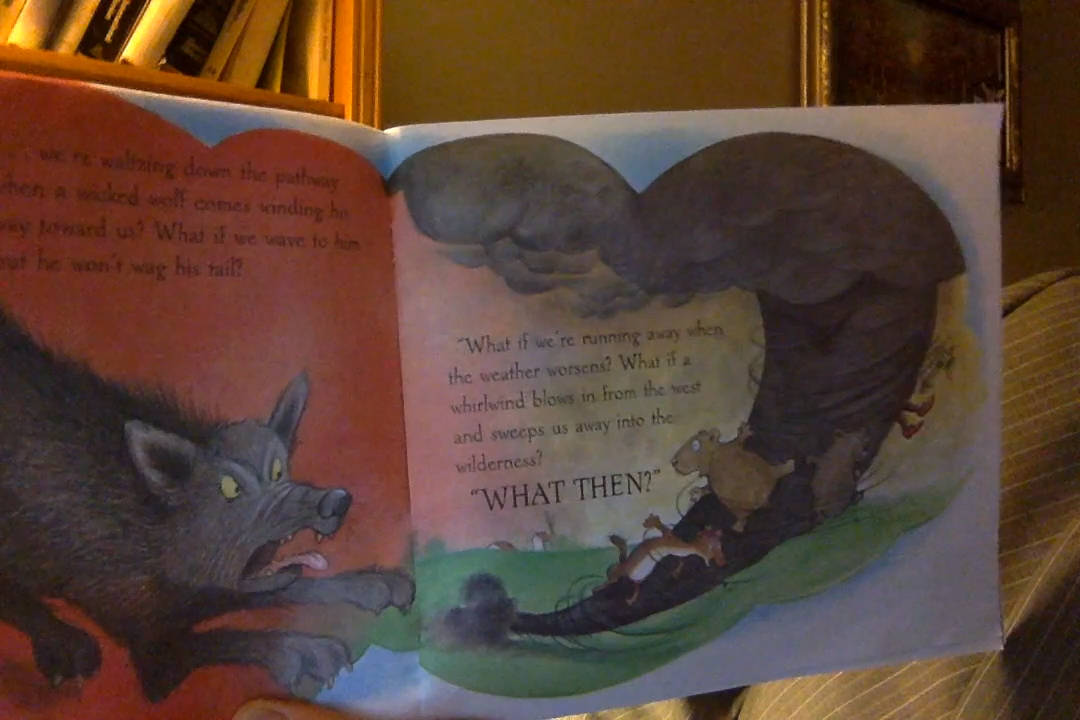 we're waltzing down the pathway
when a wicked wolf comes winding his
way toward us? What if we wave to him
but he won't wag his tail?
"What if we're running away when
the weather worsens? What if a
whirlwind blows in from the west
and sweeps us away into the
wilderness?
"WHAT THEN?"